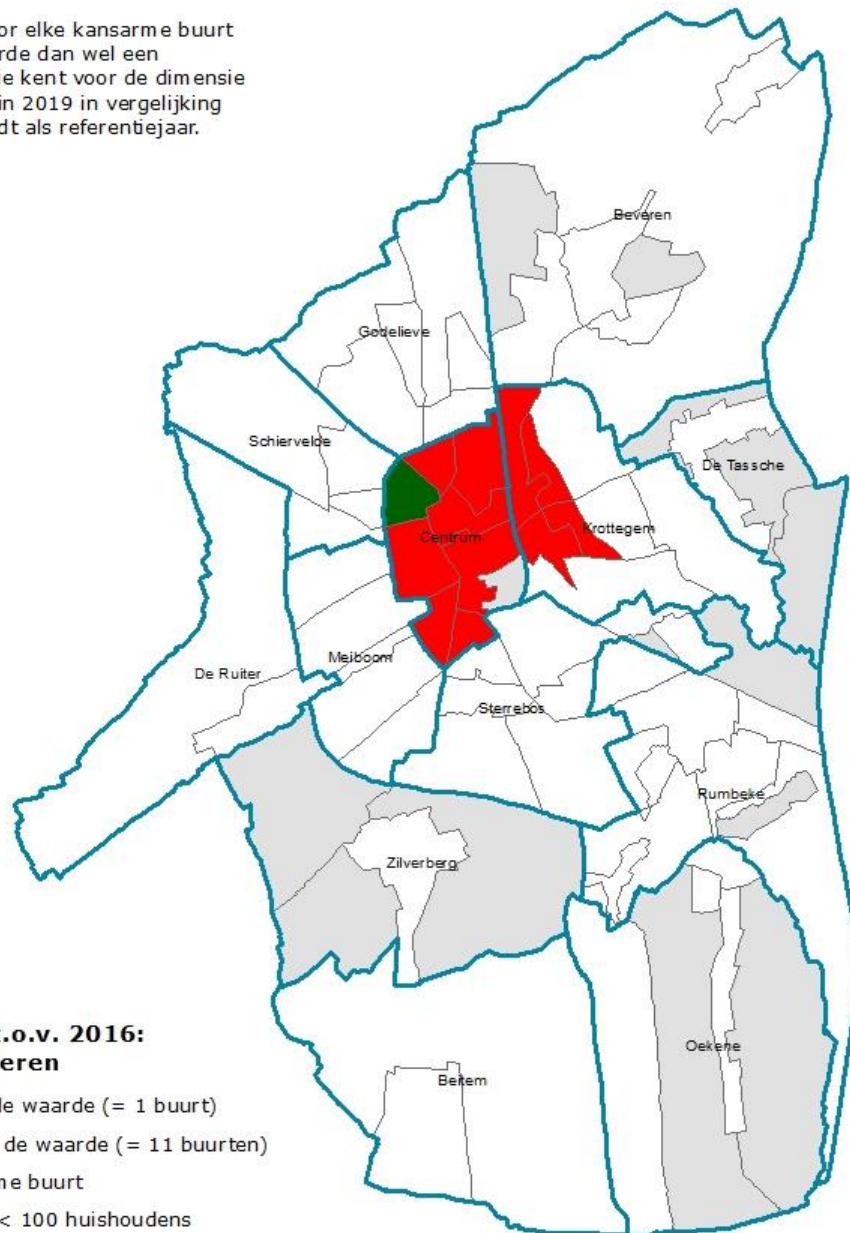 or elke kansarme buurt
rde dan wel een
ie kent voor de dimensie
in 2019 in vergelijking
dt als referentiejaar.
Beveren
Godelieve
Schiervelde
De Tassche
Krottegem
Centrum
Meiboom
De Ruiter
Sterrebos
Rumbeke
Zilverberg
.o.v. 2016:
eren
Oekene
Beitem
de waarde (= 1 buurt)
de waarde (= 11 buurten)
ne buurt
< 100 huishoudens